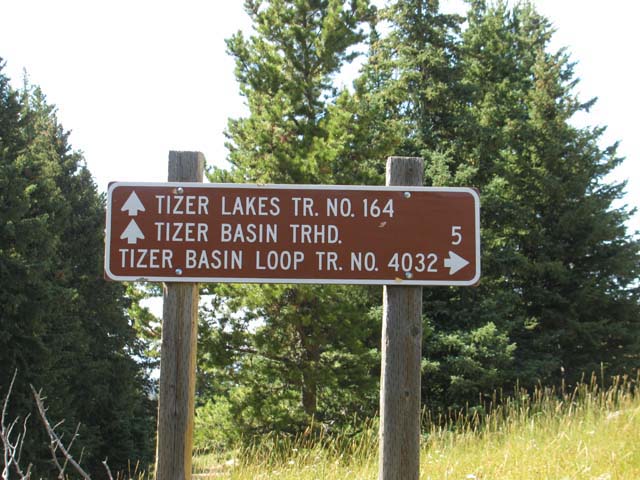 TIZER LAKES TR. NO. 164
TIZER BASIN TRHD. 5
TIZER BASIN LOOP TR. NO. 4032